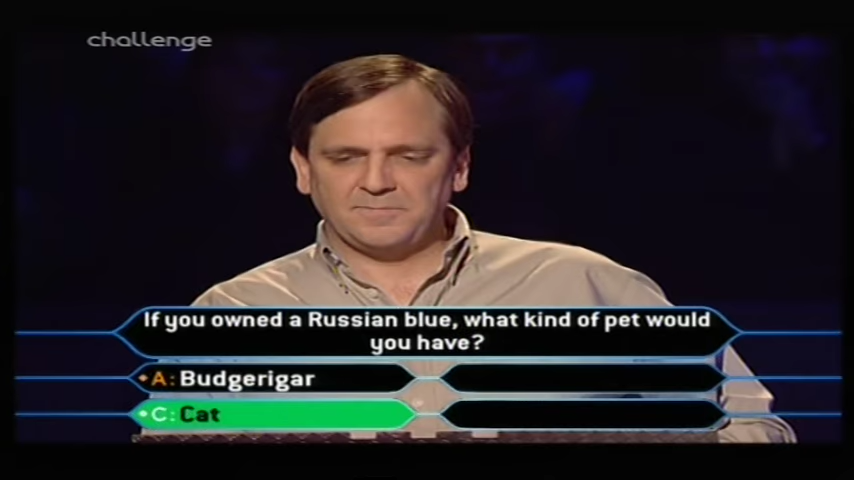 challenge
If you owned a Russian blue, what kind of pet would
you have?
A: Budgerigar
C: Cat